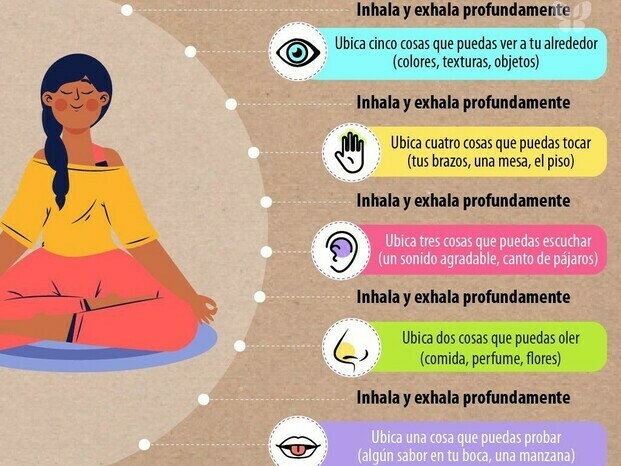 Inhala y exhala profundamente
Ubica cinco cosas que puedas ver a tu alrededor
(colores, texturas, objetos)
Inhala y exhala profundamente
Ubica cuatro cosas que puedas tocar
(tus brazos, una mesa, el piso)
Inhala y exhala profundamente
Ubica tres cosas que puedas escuchar
(un sonido agradable, canto de pájaros)
Inhala y exhala profundamente
Ubica dos cosas que puedas oler
(comida, perfume, flores)
Inhala y exhala profundamente
Ubica una cosa que puedas probar
(algún sabor en tu boca, una manzana)